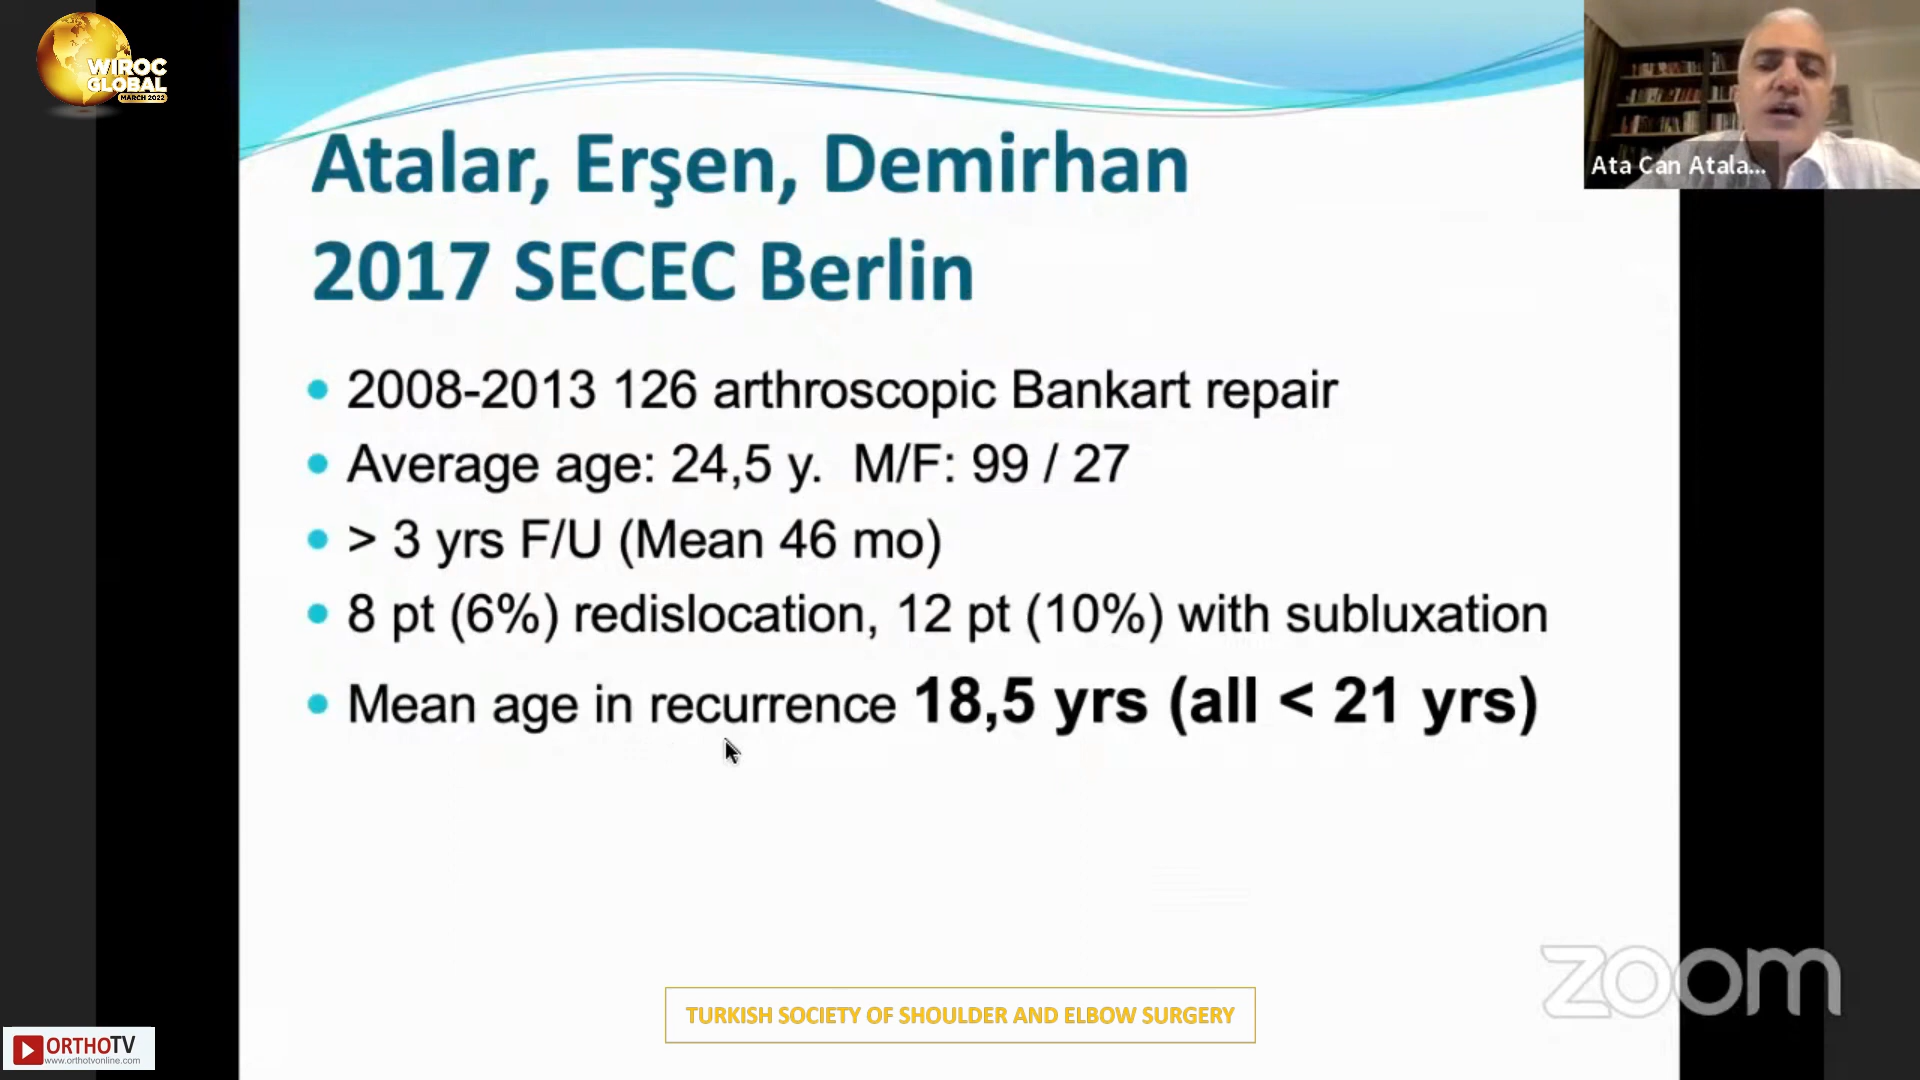 WIROC
GLOBAL
MARCH 2022
Ata Can Atala...
Atalar, Erşen, Demirhan
2017 SECEC Berlin
2008-2013 126 arthroscopic Bankart repair
Average age: 24,5 y. M/F: 99 / 27
> 3 yrs F/U (Mean 46 mo)
8 pt (6%) redislocation, 12 pt (10%) with subluxation
Mean age in recurrence 18,5 yrs (all < 21 yrs)
zoom
TURKISH SOCIETY OF SHOULDER AND ELBOW SURGERY
ORTHOTV
www.orthotvonline.com